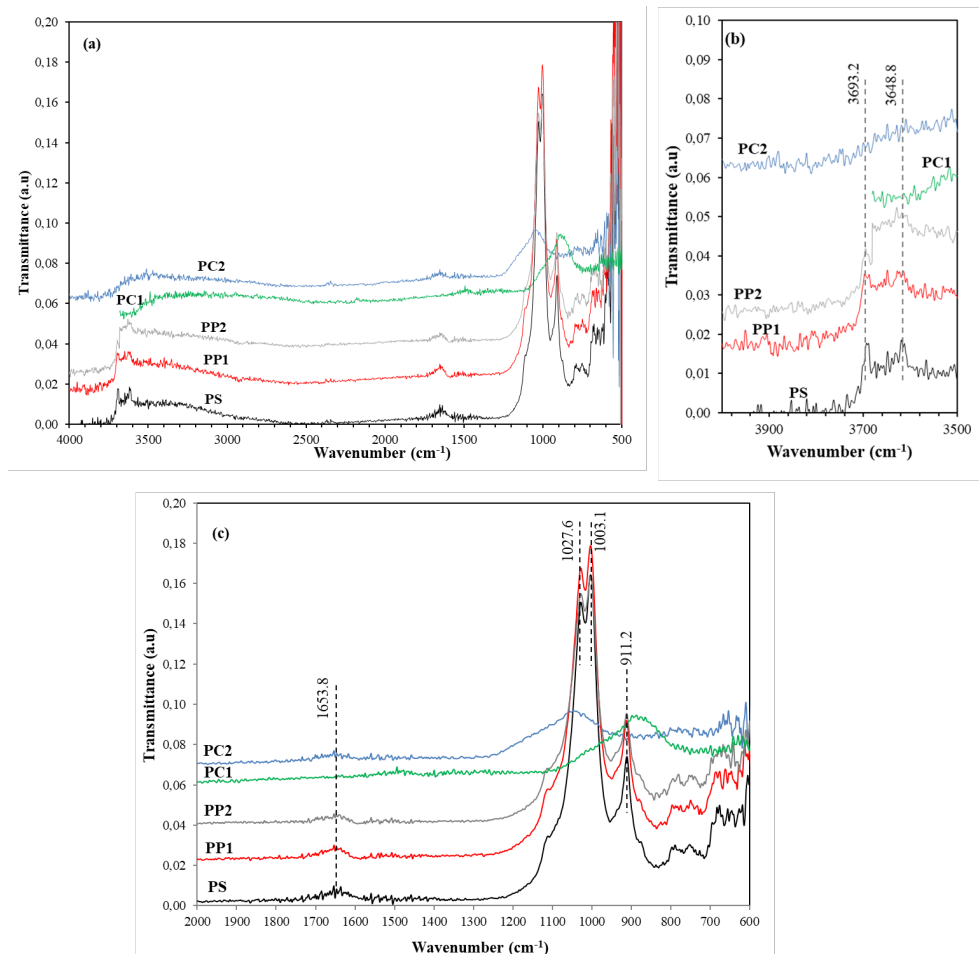 (a)
0,20
0,18
0,16
0,14
0,12
0,10
0,08
0,06
0,04
0,02
0,00
Transmittance (a.u)
PC2
PC1
PP2
PP1
PS
4000 3500 3000 2500 2000 1500 1000 500
Wavenumber (cm-1)
(b)
0,10
0,09
0,08
0,07
0,06
0,05
0,04
0,03
0,02
0,01
0,00
Transmittance (a.u)
3693.2
3648.8
PC2
PC1
PP2
PP1
PS
3900 3700 3500
Wavenumber (cm-1)
(c)
0,20
0,18
0,16
0,14
0,12
0,10
0,08
0,06
0,04
0,02
0,00
Transmittance (a.u)
1653.8
1027.6
1003.1
911.2
PC2
PC1
PP2
PP1
PS
2000 1800 1600 1400 1200 1000 900 800 700 600
Wavenumber (cm-1)